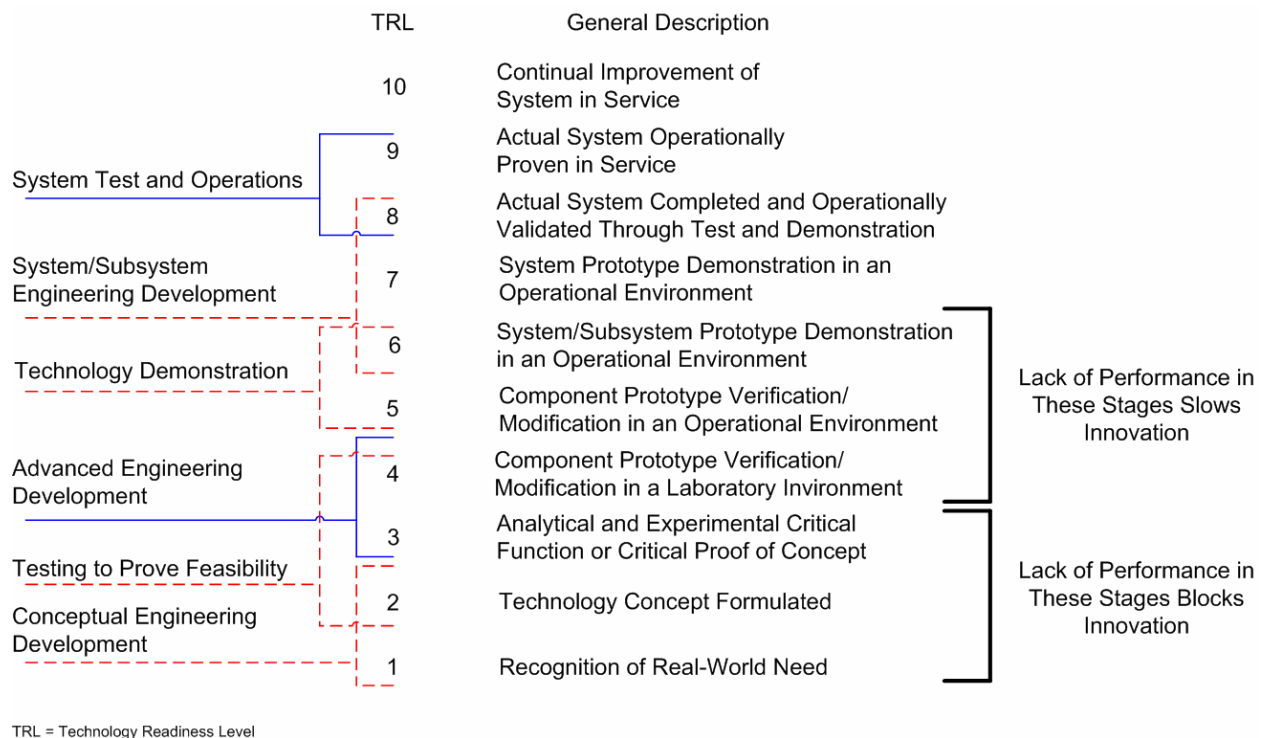 TRL
General Description
10
Continual Improvement of
System in Service
9
Actual System Operationally
Proven in Service
System Test and Operations
8
Actual System Completed and Operationally
Validated Through Test and Demonstration
System/Subsystem
Engineering Development
7
System Prototype Demonstration in an
Operational Environment
6
System/Subsystem Prototype Demonstration
in an Operational Environment
Technology Demonstration
5
Component Prototype Verification/
Modification in an Operational Environment
Lack of Performance in
These Stages Slows
Innovation
Advanced Engineering
Development
4
Component Prototype Verification/
Modification in a Laboratory Invironment
3
Analytical and Experimental Critical
Function or Critical Proof of Concept
Testing to Prove Feasibility
2
Technology Concept Formulated
Lack of Performance in
These Stages Blocks
Innovation
Conceptual Engineering
Development
1
Recognition of Real-World Need
TRL = Technology Readiness Level